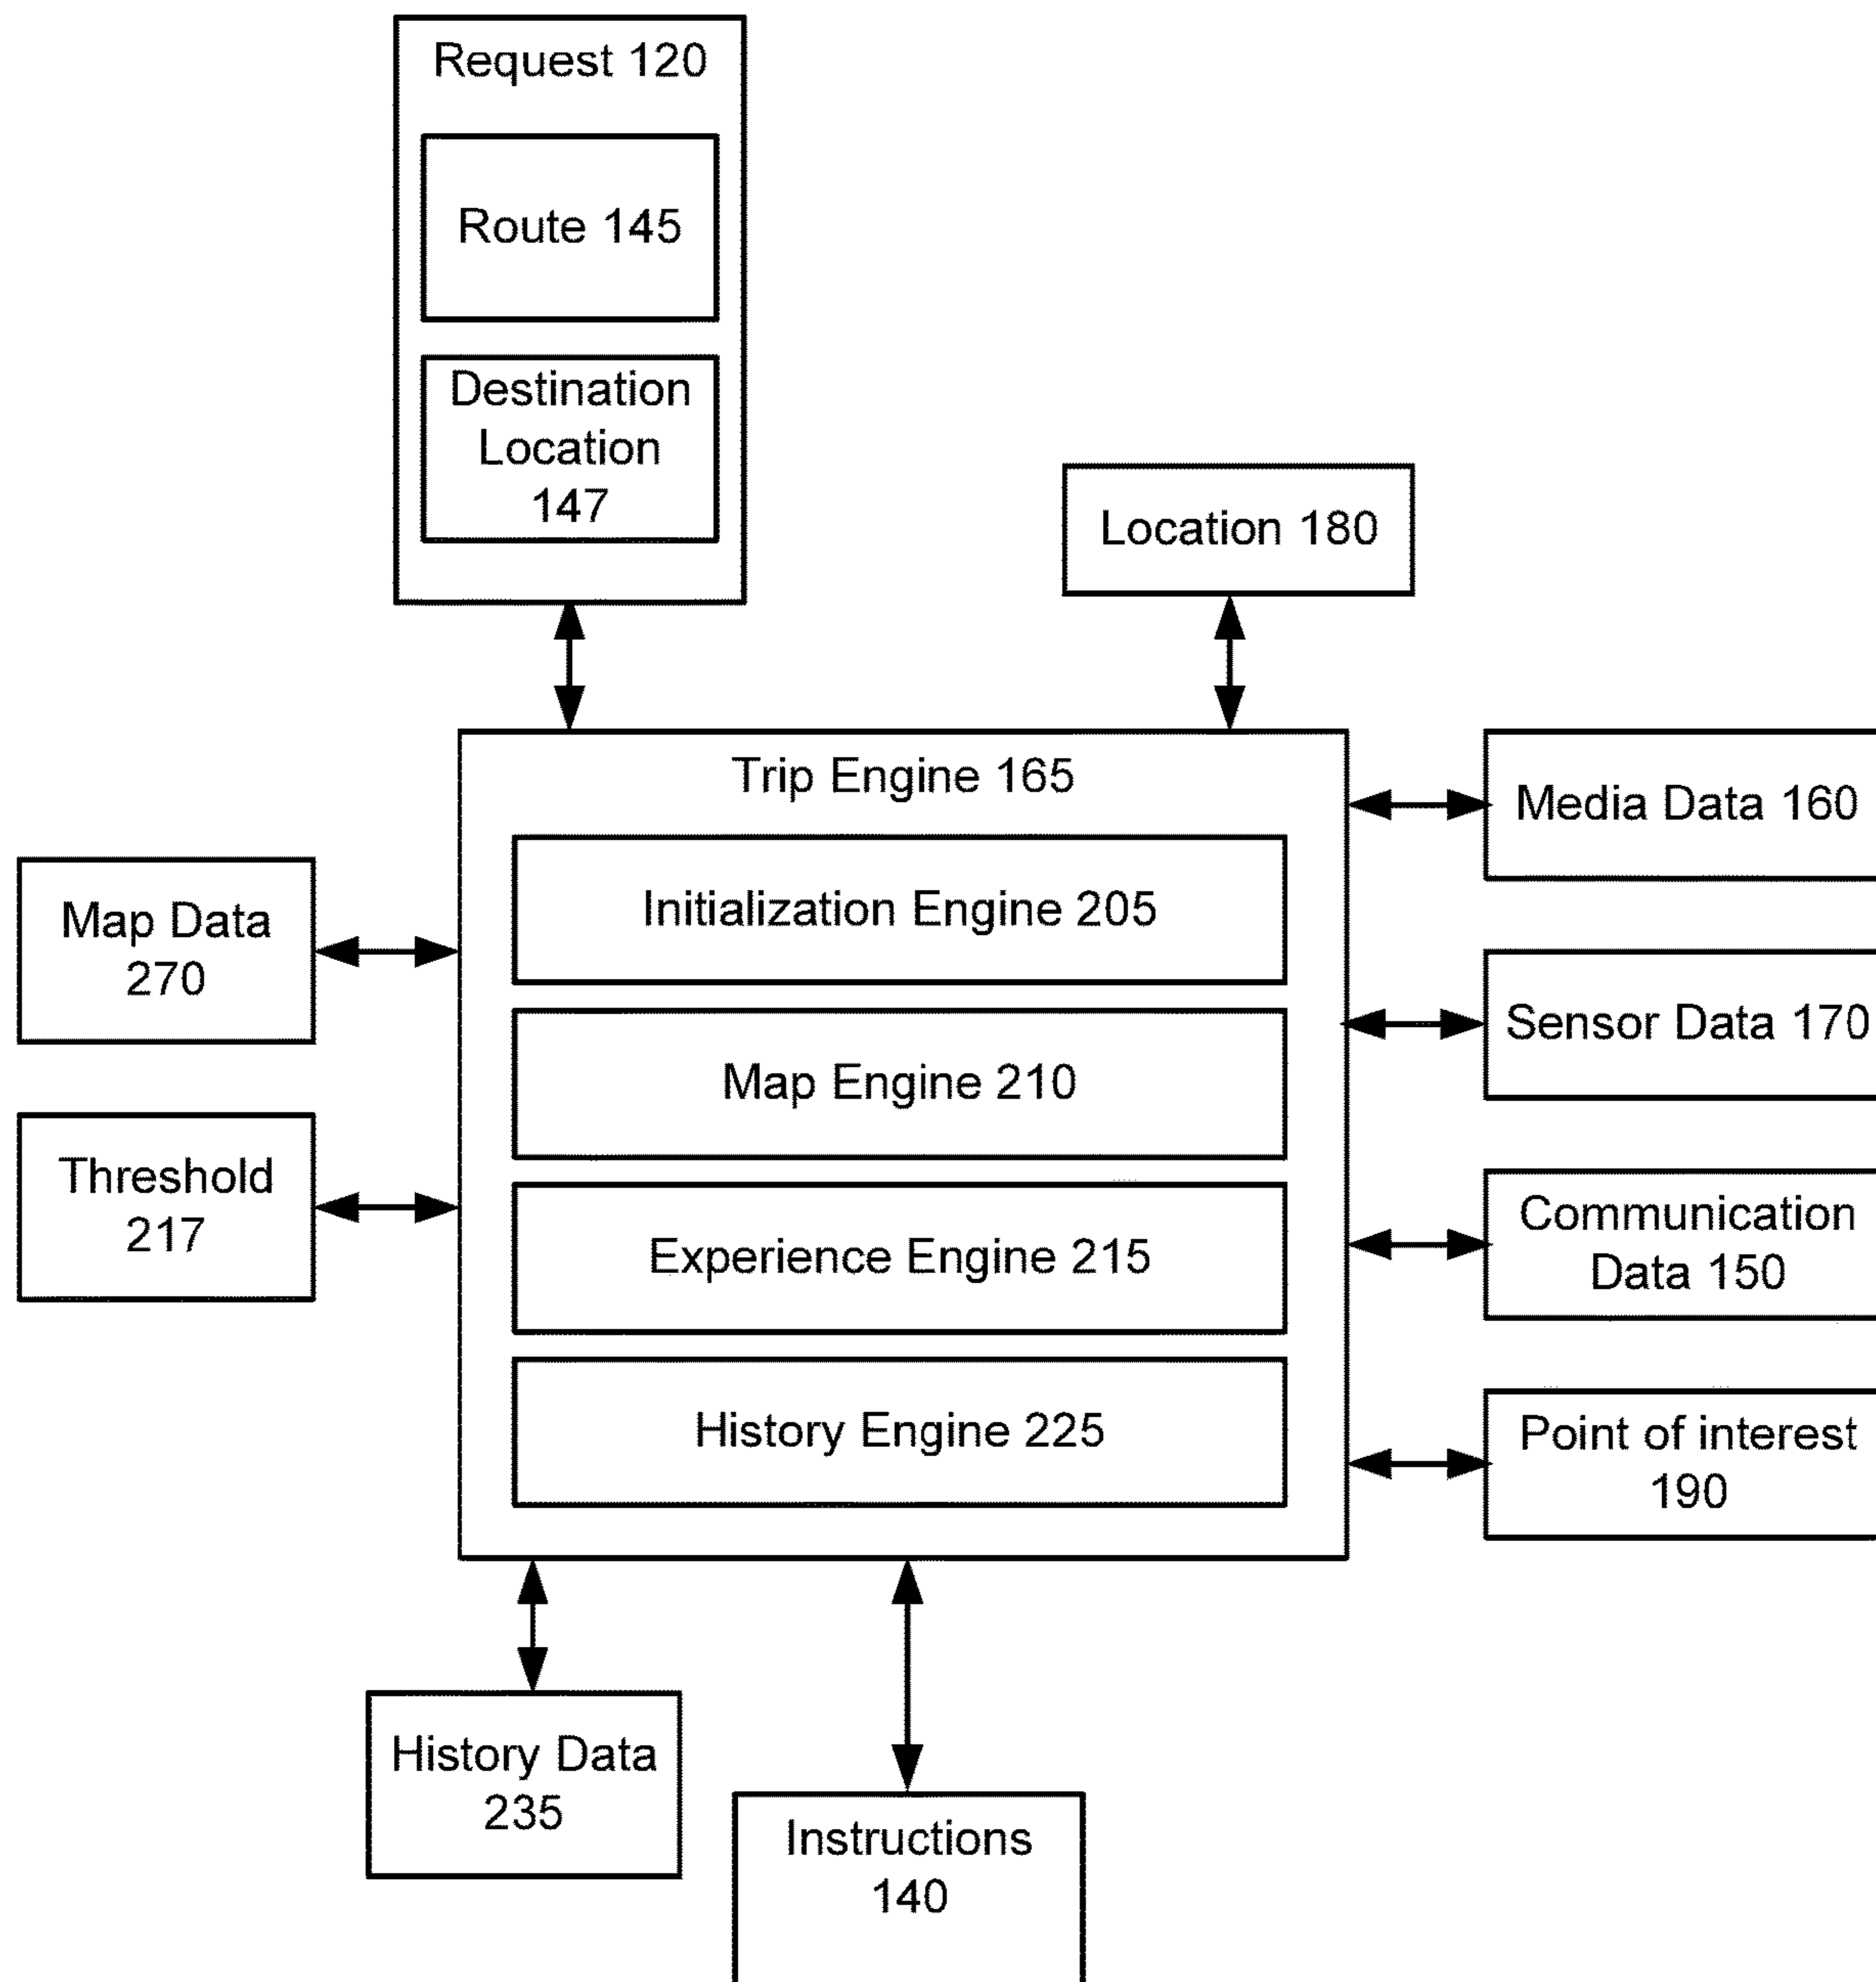 Request 120
Route 145
Destination
Location
147
Location 180
Trip Engine 165
Initialization Engine 205
Map Engine 210
Experience Engine 215
History Engine 225
Map Data
270
Threshold
217
Media Data 160
Sensor Data 170
Communication
Data 150
Point of interest
190
History Data
235
Instructions
140